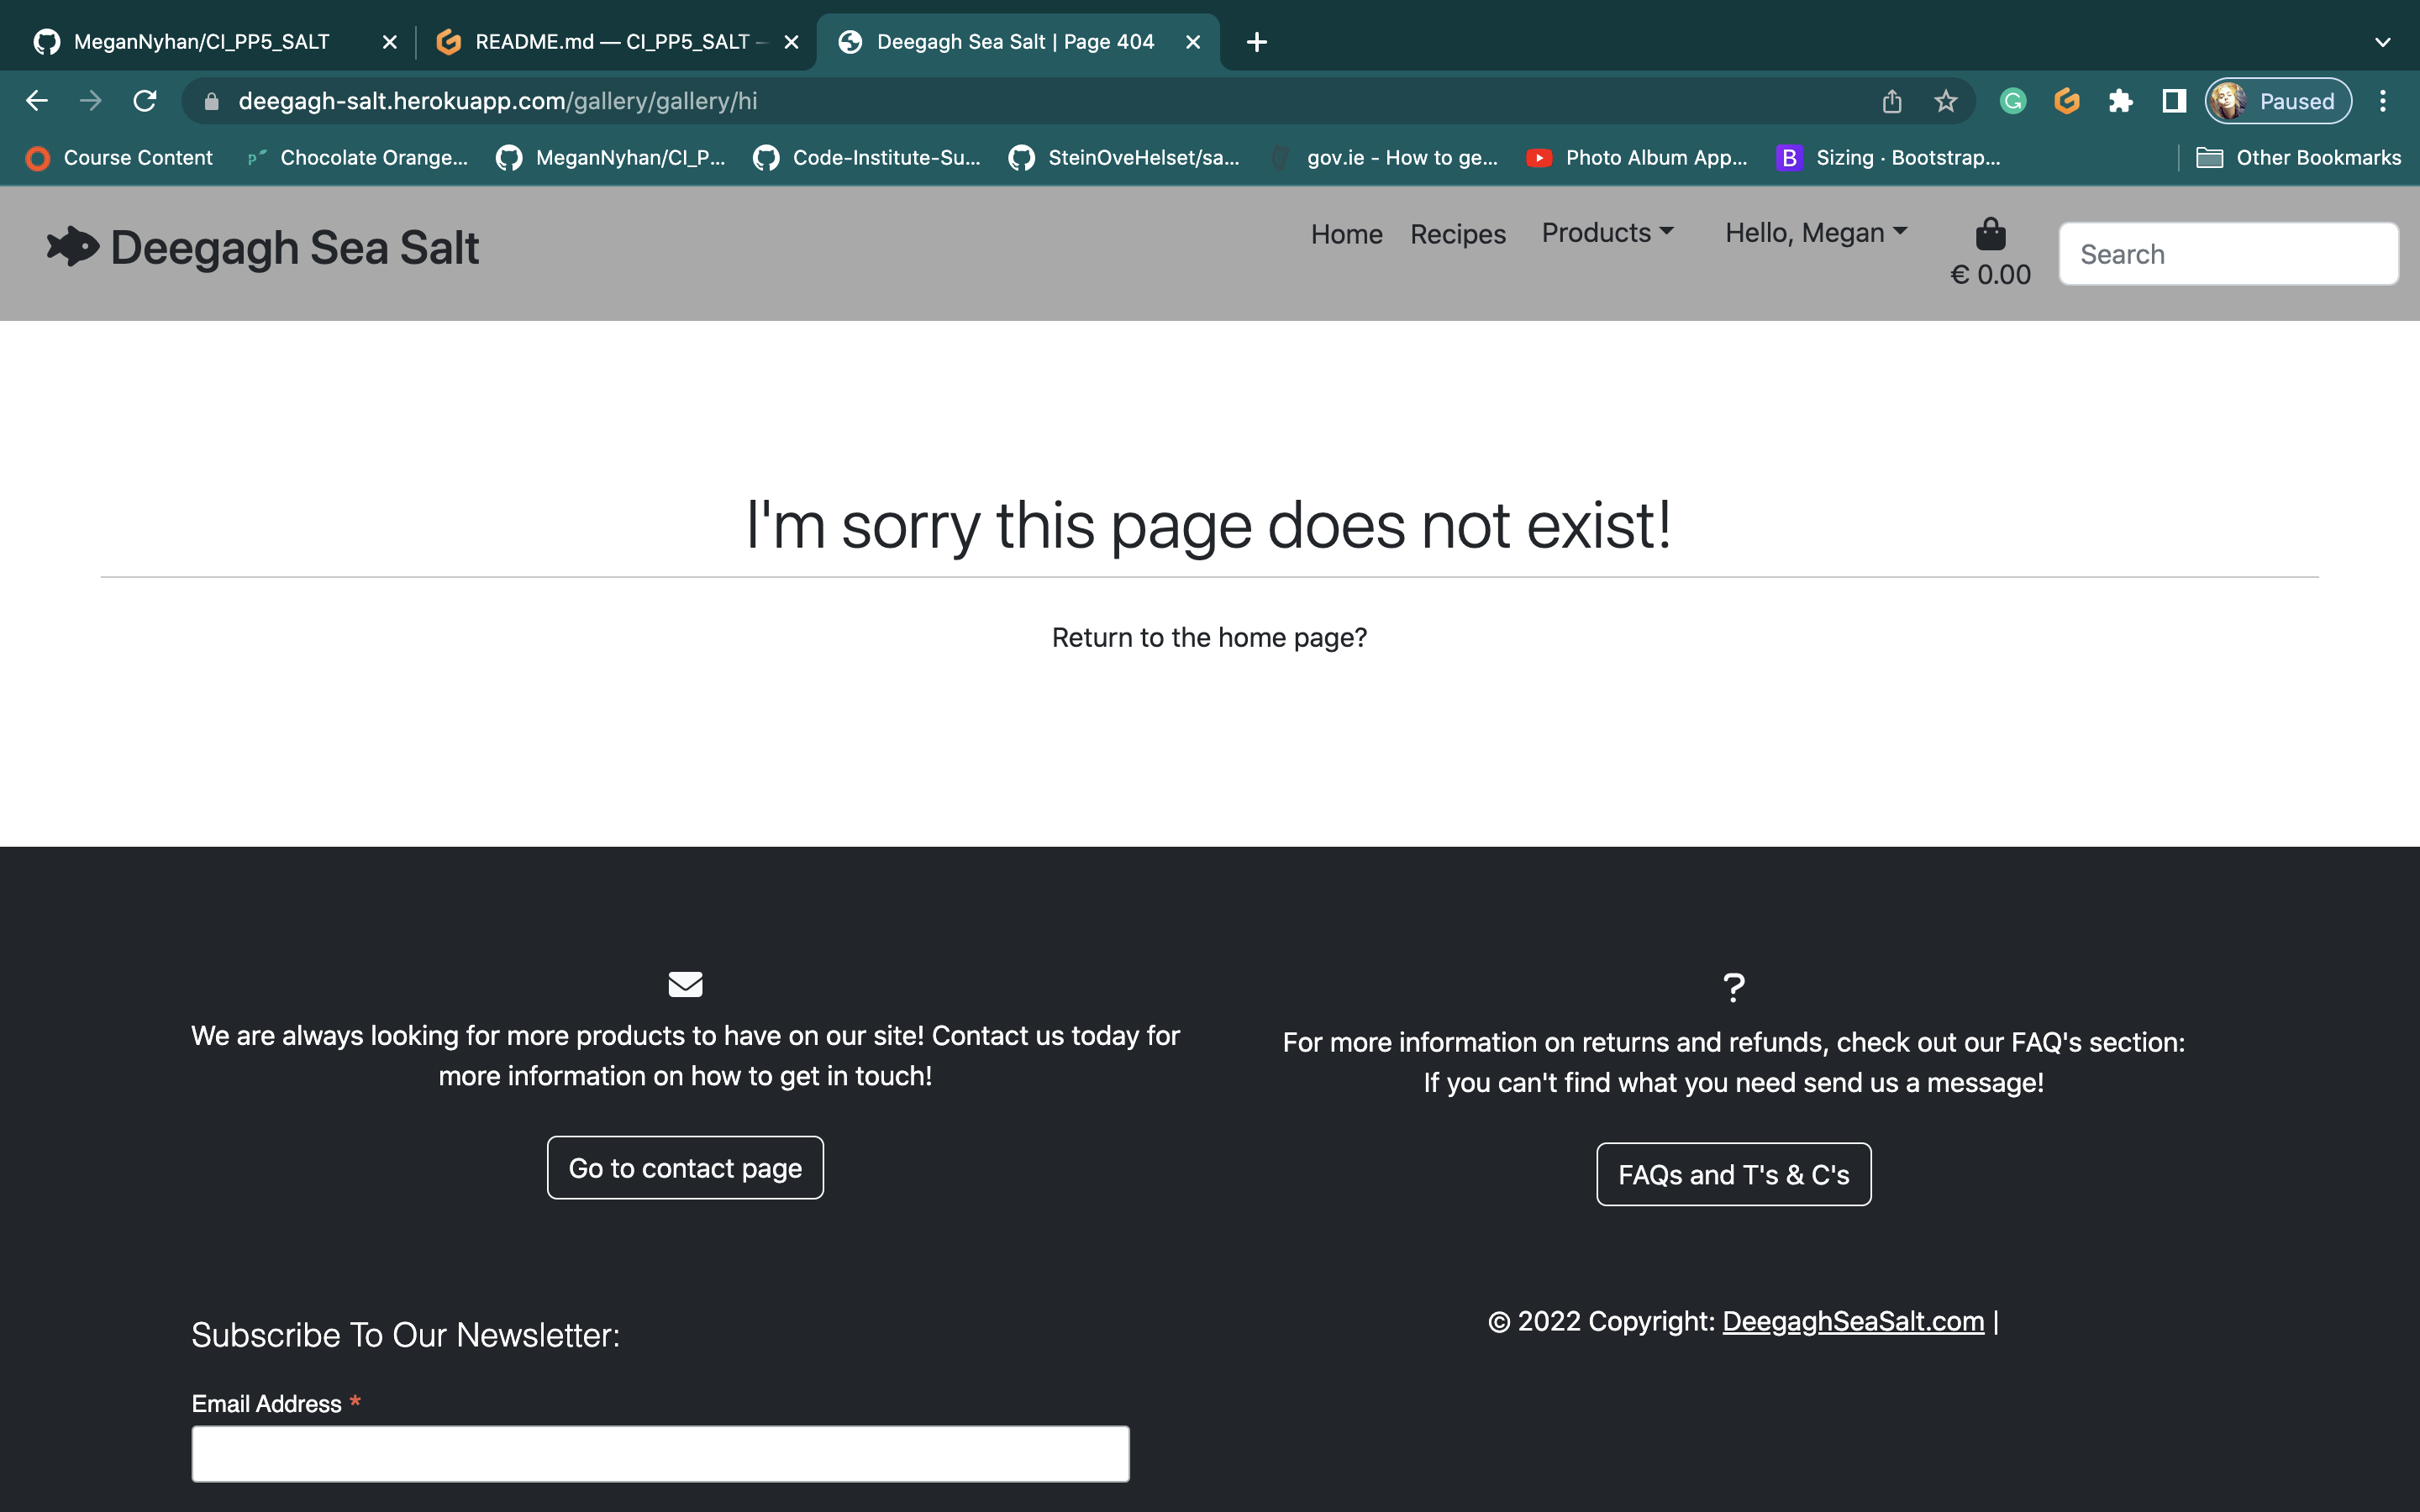 MeganNyhan/CI_PP5_SALT
README.md — CI_PP5_SALT –
Deegagh Sea Salt | Page 404
deegagh-salt.herokuapp.com/gallery/gallery/hi
Paused
Course Content
Chocolate Orange...
MeganNyhan/CI_P...
Code-Institute-Su...
SteinOveHelset/sa...
gov.ie - How to ge...
Photo Album App...
B
Sizing · Bootstrap...
Other Bookmarks
Deegagh Sea Salt
Home
Recipes
Products
Hello, Megan
€ 0.00
Search
I'm sorry this page does not exist!
Return to the home page?
We are always looking for more products to have on our site! Contact us today for
more information on how to get in touch!
Go to contact page
?
For more information on returns and refunds, check out our FAQ's section:
If you can't find what you need send us a message!
FAQs and T's & C's
Subscribe To Our Newsletter:
Email Address *
© 2022 Copyright: DeegaghSeaSalt.com |